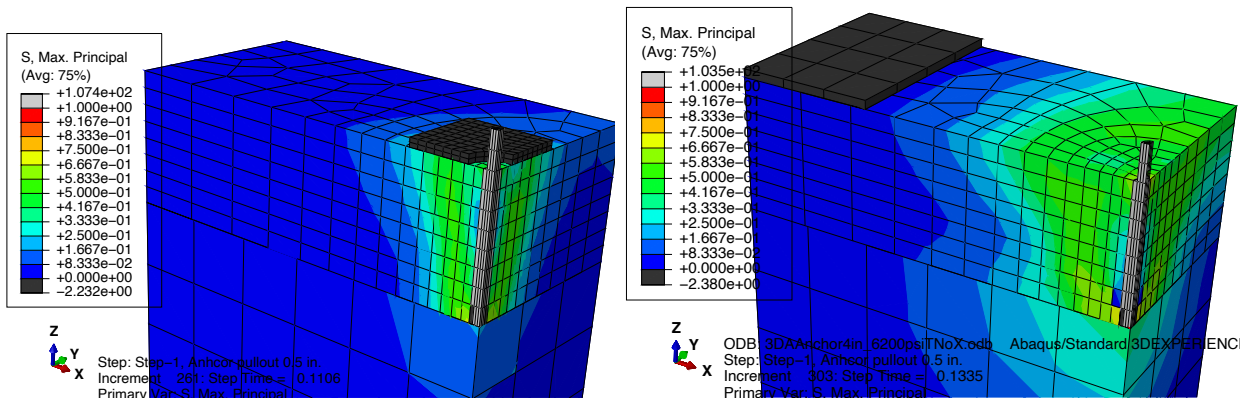 S, Max. Principal
(Avg: 75%)
+1.074e+02
+1.000e+00
+9.167e-01
+8.333e-01
+7.500e-01
+6.667e-01
+5.833e-01
+5.000e-01
+4.167e-01
+3.333e-01
+2.500e-01
+1.667e-01
+8.333e-02
+0.000e+00
-2.232e+00
Z
Y
X
Step: Step-1, Anhcor pullout 0.5 in.
Increment 261: Step Time = 0.1106
Primary Var: S, Max. Principal
S, Max. Principal
(Avg: 75%)
+1.035e+02
+1.000e+00
+9.167e-01
+8.333e-01
+7.500e-01
+6.667e-01
+5.833e-01
+5.000e-01
+4.167e-01
+3.333e-01
+2.500e-01
+1.667e-01
+8.333e-02
+0.000e+00
-2.380e+00
Z
Y
X
ODB: 3DAAnchor4in_6200psiTNoX.odb Abaqus/Standard 3DEXPERIENC
Step: Step-1, Anhcor pullout 0.5 in.
Increment 303: Step Time = 0.1335
Primary Var: S, Max. Principal